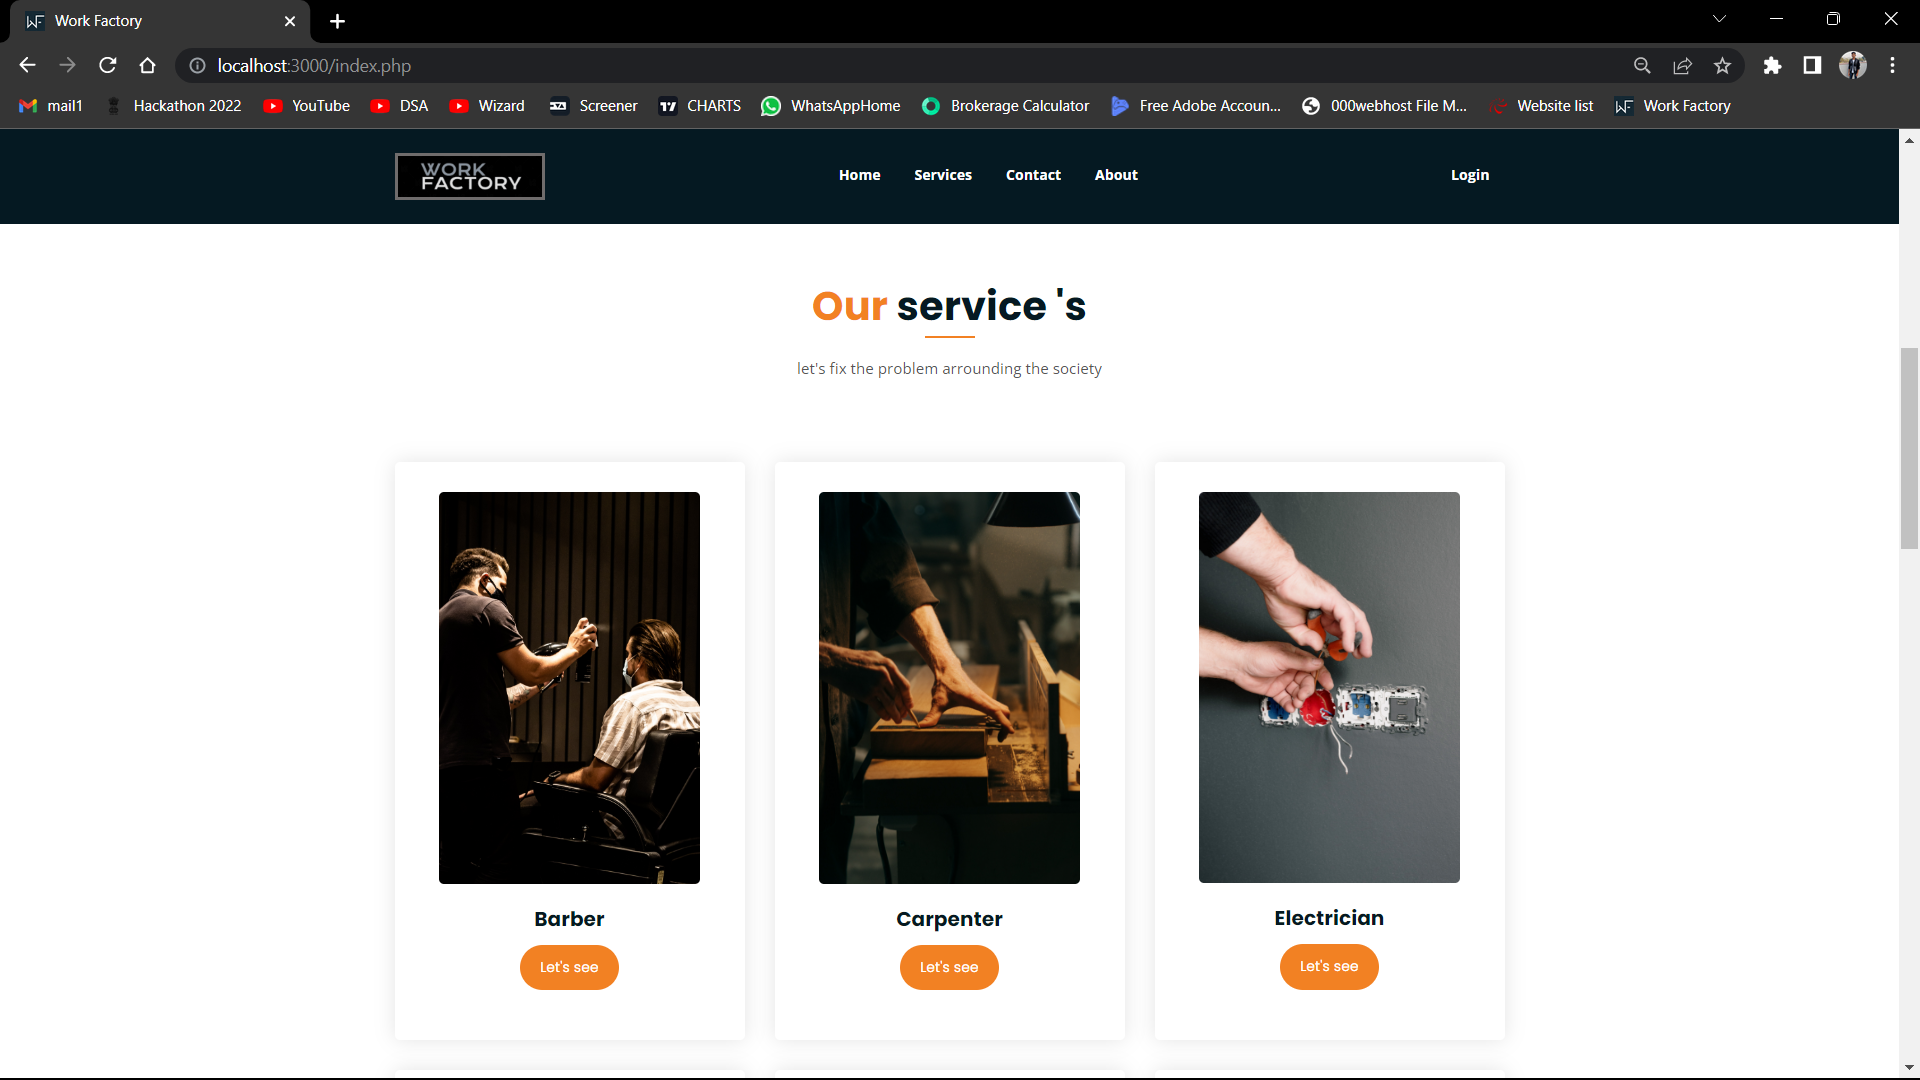 Work Factory
localhost:3000/index.php
mail1 Hackathon 2022 YouTube DSA Wizard Screener CHARTS WhatsAppHome Brokerage Calculator Free Adobe Accoun... 000webhost File M... Website list Work Factory
WORK
FACTORY
Home Services Contact About Login
Our service 's
let's fix the problem arrounding the society
Barber Carpenter Electrician
Let's see Let's see Let's see